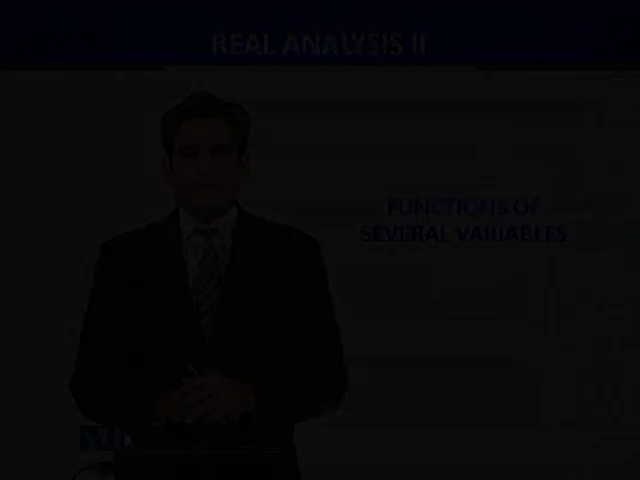 REAL ANALYSIS II
FUNCTIONS OF
SEVERAL VARIABLES